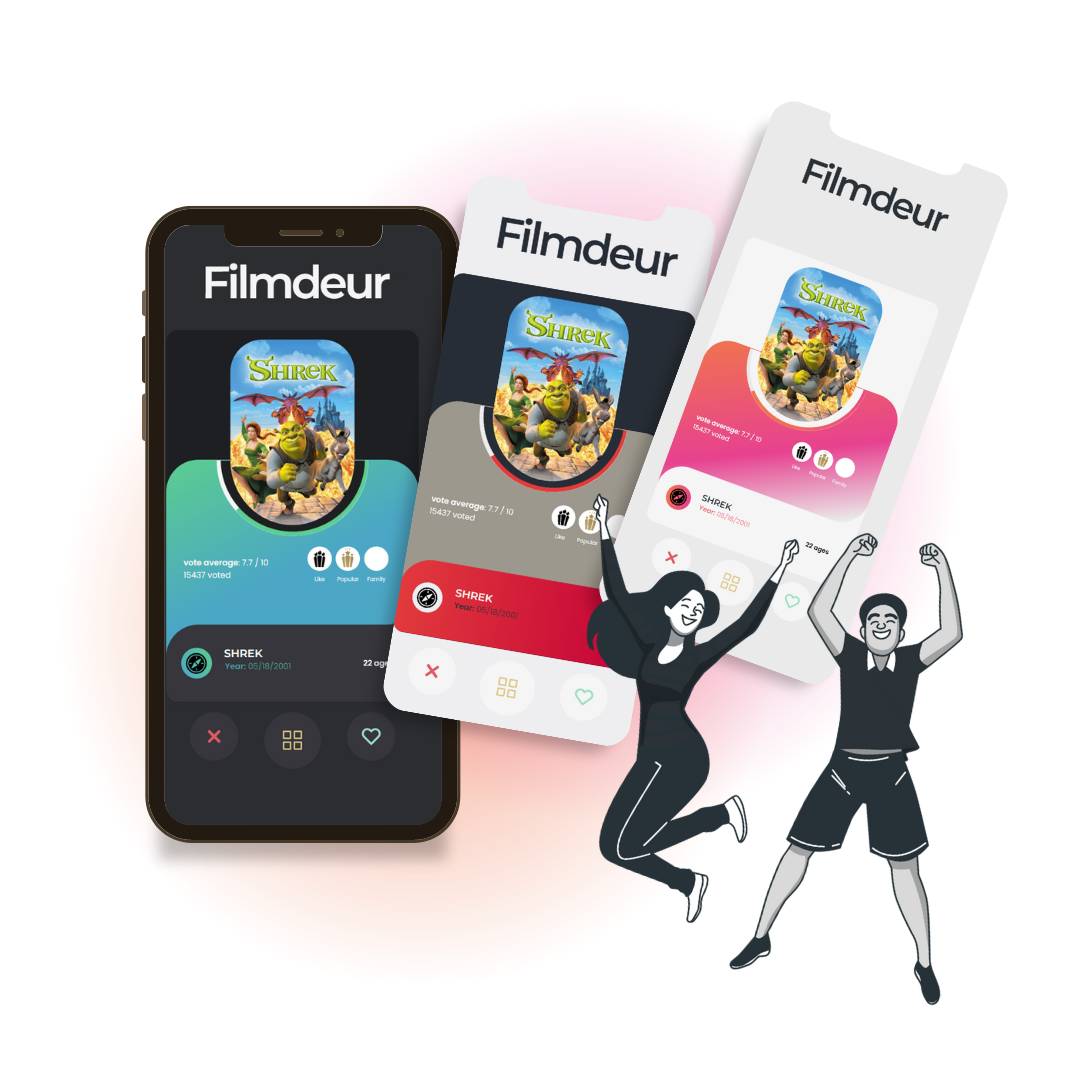 Filmdeur
SHREK
vote average: 7.7 / 10
15437 voted
Like
Popular
Family
SHREK
Year: 05/18/2001
22 age
Filmdeur
SHREK
vote average: 7.7 / 10
15437 voted
Like
Popular
SHREK
Year: 05/18/2001
Filmdeur
SHREK
vote average: 7.7 / 10
15437 voted
Like
Popular
Family
SHREK
Year: 05/18/2001
22 ages